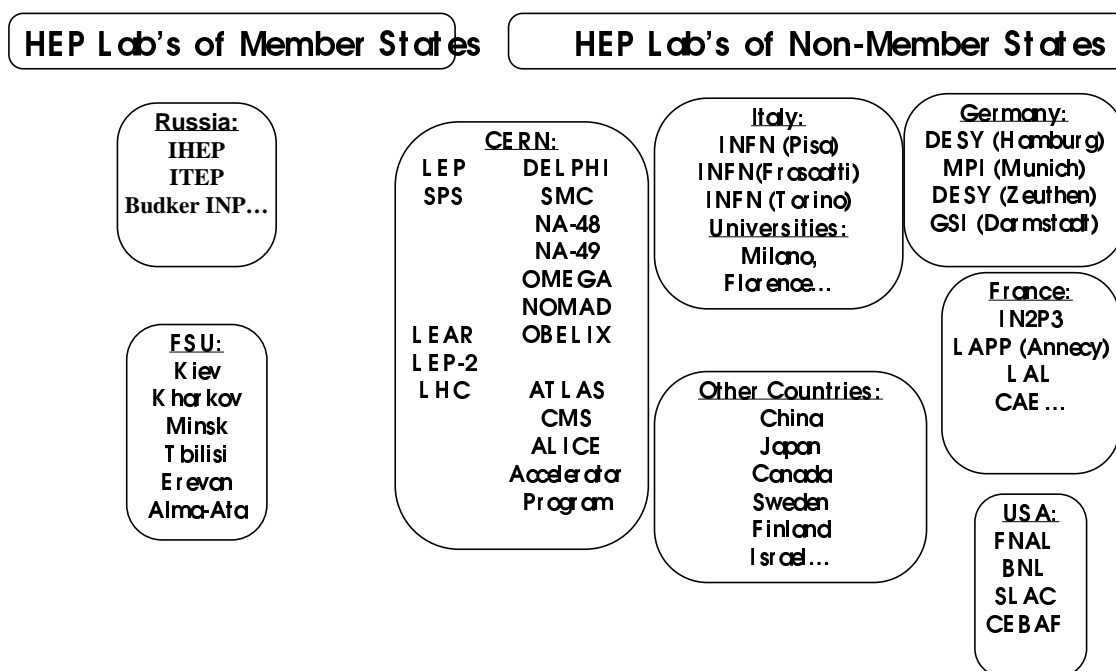 HEP Lab's of Member States
HEP Lab's of Non-Member States
Russia:
IHEP
ITEP
Budker INP…
FSU:
Kiev
Kharkov
Minsk
Tbilisi
Erevan
Alma-Ata
CERN:
LEP DELPHI
SPS SMC
NA-48
NA-49
OMEGA
NOMAD
LEAR OBELIX
LEP-2
LHC ATLAS
CMS
ALICE
Accelerator
Program
Italy:
INFN (Pisa)
INFN(Frascatti)
INFN (Torino)
Universities:
Milano,
Florence…
Other Countries:
China
Japan
Canada
Sweden
Finland
Israel…
Germany:
DESY (Hamburg)
MPI (Munich)
DESY (Zeuthen)
GSI (Darmstadt)
France:
IN2P3
LAPP (Annecy)
LAL
CAE…
USA:
FNAL
BNL
SLAC
CEBAF